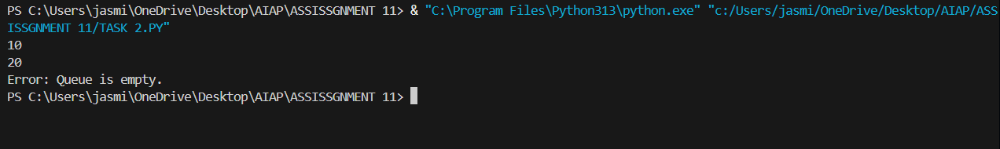 PS C:\Users\jasmi\OneDrive\Desktop\AIAP\ASSISSGNMENT 11> & "C:\Program Files\Python313\python.exe" "c:/Users/jasmi/OneDrive/Desktop/AIAP/ASS
ISSGNMENT 11/TASK 2.PY"
10
20
Error: Queue is empty.
PS C:\Users\jasmi\OneDrive\Desktop\AIAP\ASSISSGNMENT 11>